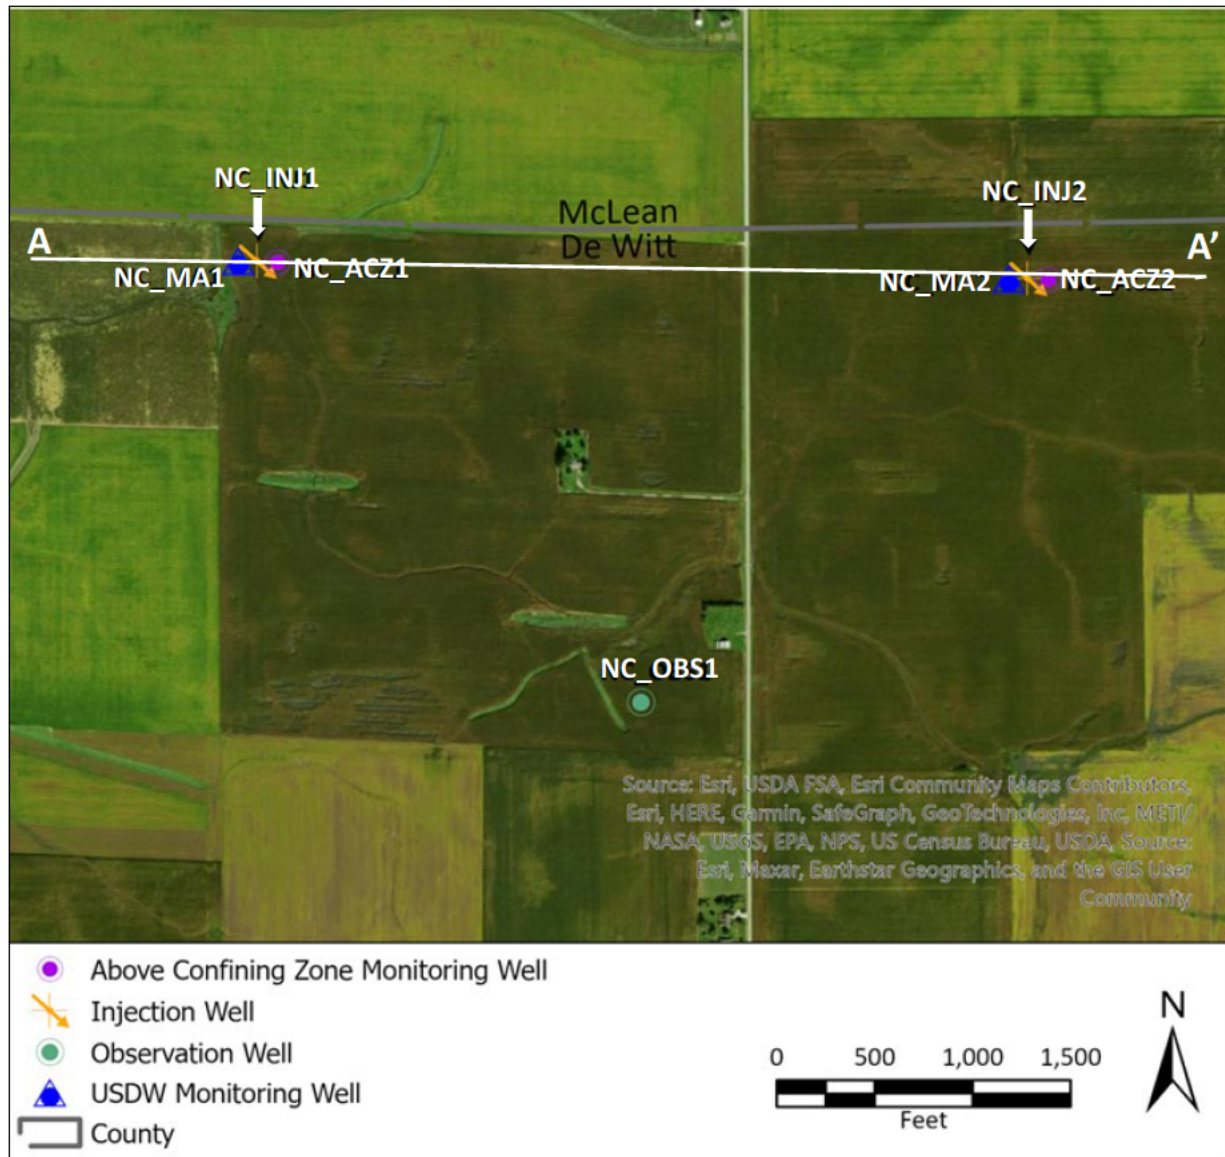 NC_INJ1
NC_INJ2
McLean
De Witt
A
A'
NC_MA1
NC_ACZ1
NC_MA2
NC_ACZ2
NC_OBS1
Source: Esri, USDA FSA, Esri Community Maps Contributors,
Esri, HERE, Garmin, SafeGraph, GeoTechnologies, Inc, METI/
NASA, USGS, EPA, NPS, US Census Bureau, USDA, Source:
Esri, Maxar, Earthstar Geographics, and the GIS User
Community
Above Confining Zone Monitoring Well
Injection Well
Observation Well
USDW Monitoring Well
County
N
0 500 1,000 1,500
Feet